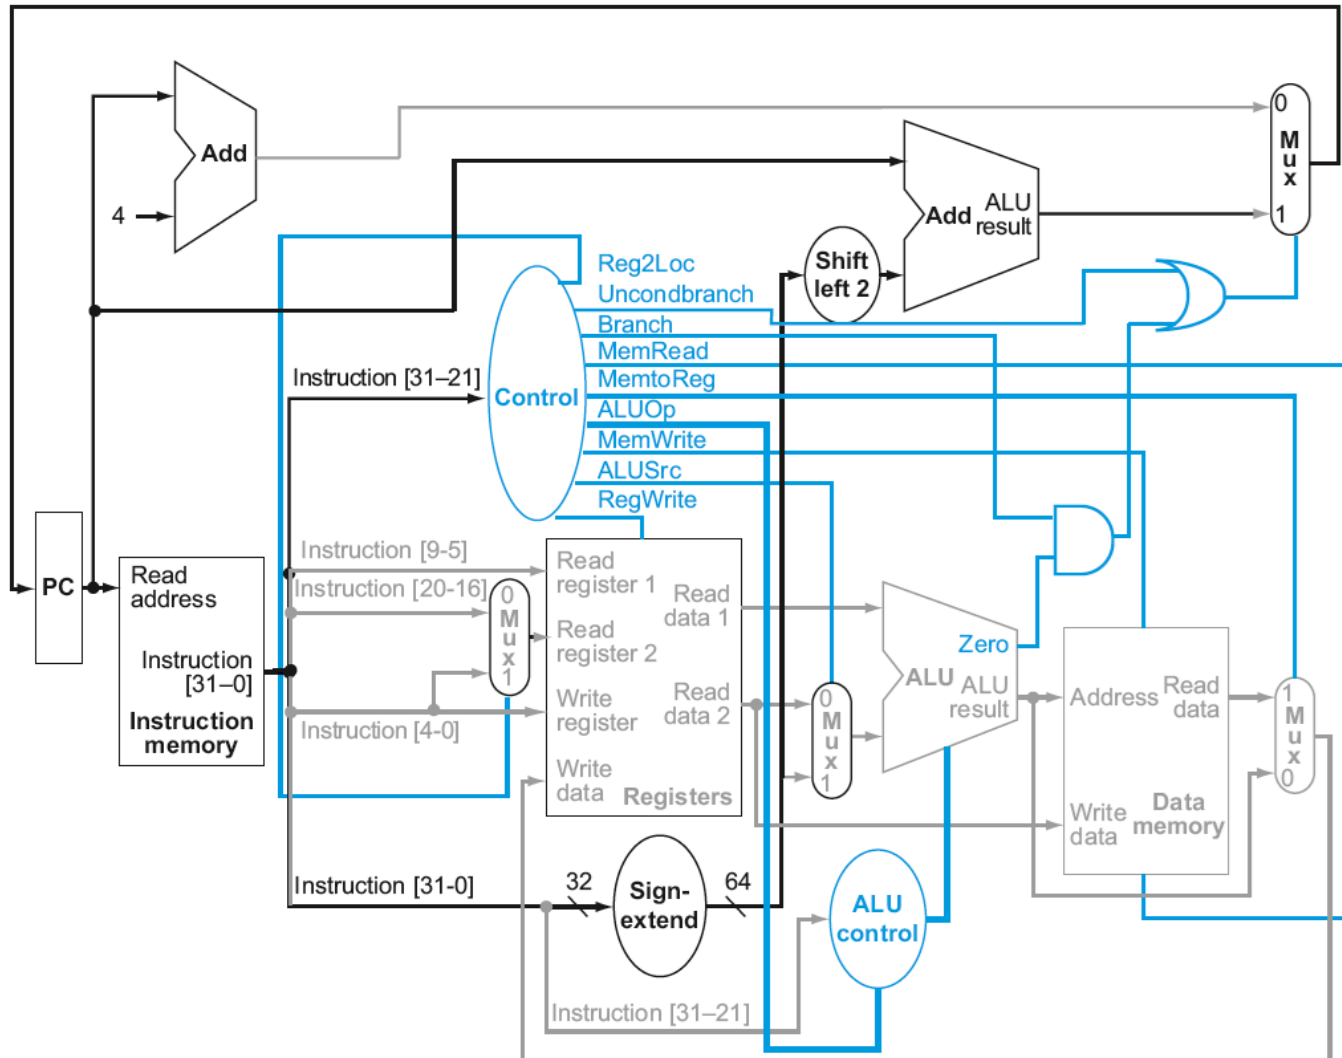 0
M
u
x
1
Add
4
Add
ALU
result
Shift
left 2
Reg2Loc
Uncondbranch
Branch
MemRead
MemtoReg
ALUOp
MemWrite
ALUSrc
RegWrite
Control
Instruction [31–21]
PC
Read
address
Instruction
[31–0]
Instruction
memory
Instruction [9-5]
Instruction [20-16]
Instruction [4-0]
0
M
u
x
1
Read
register 1
Read
register 2
Write
register
Write
data
Read
data 1
Read
data 2
Registers
0
M
u
x
1
Zero
ALU
ALU
result
Address
Read
data
Write
data
Data
memory
1
M
u
x
0
Instruction [31-0]
32
Sign-
extend
64
ALU
control
Instruction [31–21]